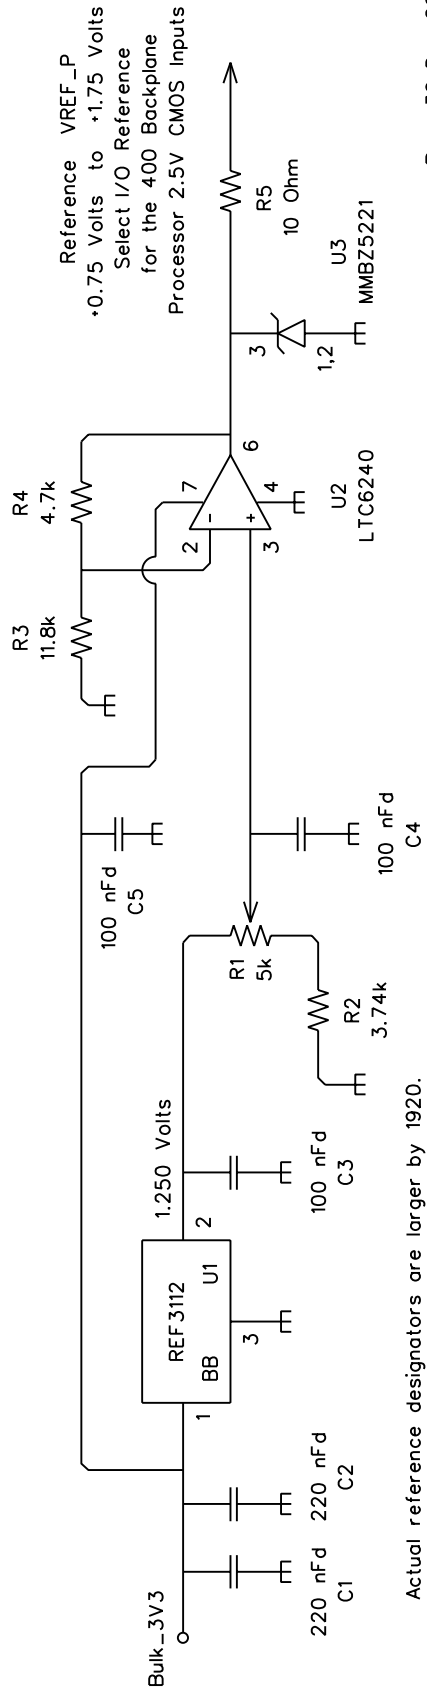 Reference VREF_P
+0.75 Volts to +1.75 Volts
Select I/O Reference
for the 400 Backplane
Processor 2.5V CMOS Inputs
Bulk_3V3
220 nFd
C1
220 nFd
C2
1
REF3112
BB U1
3
2
1.250 Volts
100 nFd
C3
R1
5k
R2
3.74k
100 nFd
C5
100 nFd
C4
R3
11.8k
R4
4.7k
2
-
+
3
7
4
6
U2
LTC6240
3
1,2
U3
MMBZ5221
R5
10 Ohm
Actual reference designators are larger by 1920.